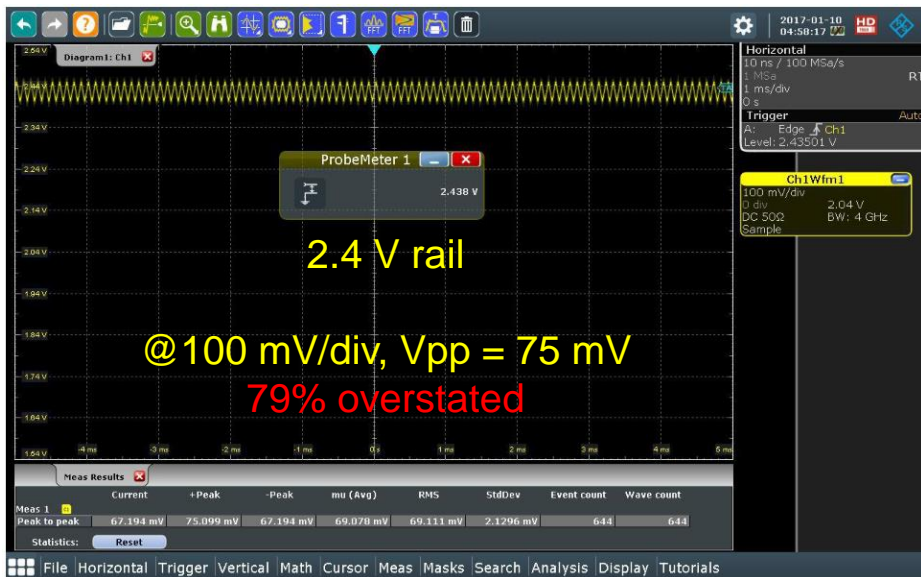 FFT
FFT
2017-01-10
04:58:17
HD
2.54 V
Diagram1: Ch1
2.44 V
2.34 V
2.24 V
2.14 V
2.04 V
1.94 V
1.84 V
1.74 V
1.64 V
1.54 V
ProbeMeter 1
2.438 V
2.4 V rail
@100 mV/div, Vpp = 75 mV
79% overstated
-4 ms -3 ms -2 ms -1 ms 0 s 1 ms 2 ms 3 ms 4 ms 5 ms
Horizontal
10 ns / 100 MSa/s
1 MSa RT
1 ms/div
0 s
Trigger Auto
A: Edge Ch1
Level: 2.43501 V
Ch1Wfm1
100 mV/div
0 div 2.04 V
DC 50Ω BW: 4 GHz
Sample
Meas Results
Current +Peak -Peak mu (Avg) RMS StdDev Event count Wave count
Meas 1
Peak to peak 67.194 mV 75.099 mV 67.194 mV 69.078 mV 69.111 mV 2.1296 mV 644 644
Statistics: Reset
File Horizontal Trigger Vertical Math Cursor Meas Masks Search Analysis Display Tutorials